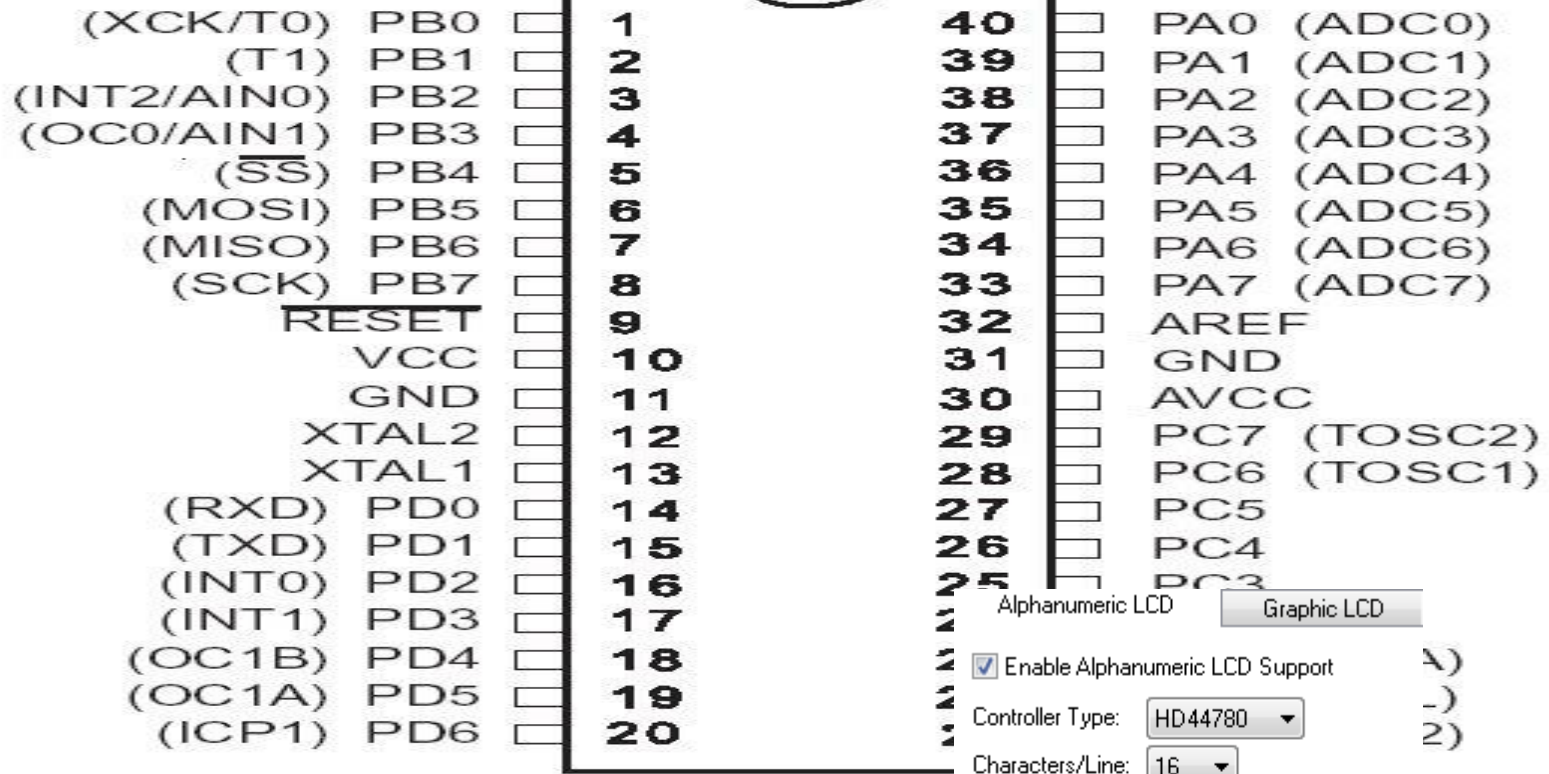 (XCK/T0) PB0 1 40 PA0 (ADC0)
(T1) PB1 2 39 PA1 (ADC1)
(INT2/AIN0) PB2 3 38 PA2 (ADC2)
(OC0/AIN1) PB3 4 37 PA3 (ADC3)
(SS) PB4 5 36 PA4 (ADC4)
(MOSI) PB5 6 35 PA5 (ADC5)
(MISO) PB6 7 34 PA6 (ADC6)
(SCK) PB7 8 33 PA7 (ADC7)
RESET 9 32 AREF
VCC 10 31 GND
GND 11 30 AVCC
XTAL2 12 29 PC7 (TOSC2)
XTAL1 13 28 PC6 (TOSC1)
(RXD) PD0 14 27 PC5
(TXD) PD1 15 26 PC4
(INT0) PD2 16 25 PC3
(INT1) PD3 17
(OC1B) PD4 18
(OC1A) PD5 19
(ICP1) PD6 20
Alphanumeric LCD Graphic LCD
Enable Alphanumeric LCD Support
Controller Type: HD44780
Characters/Line: 16